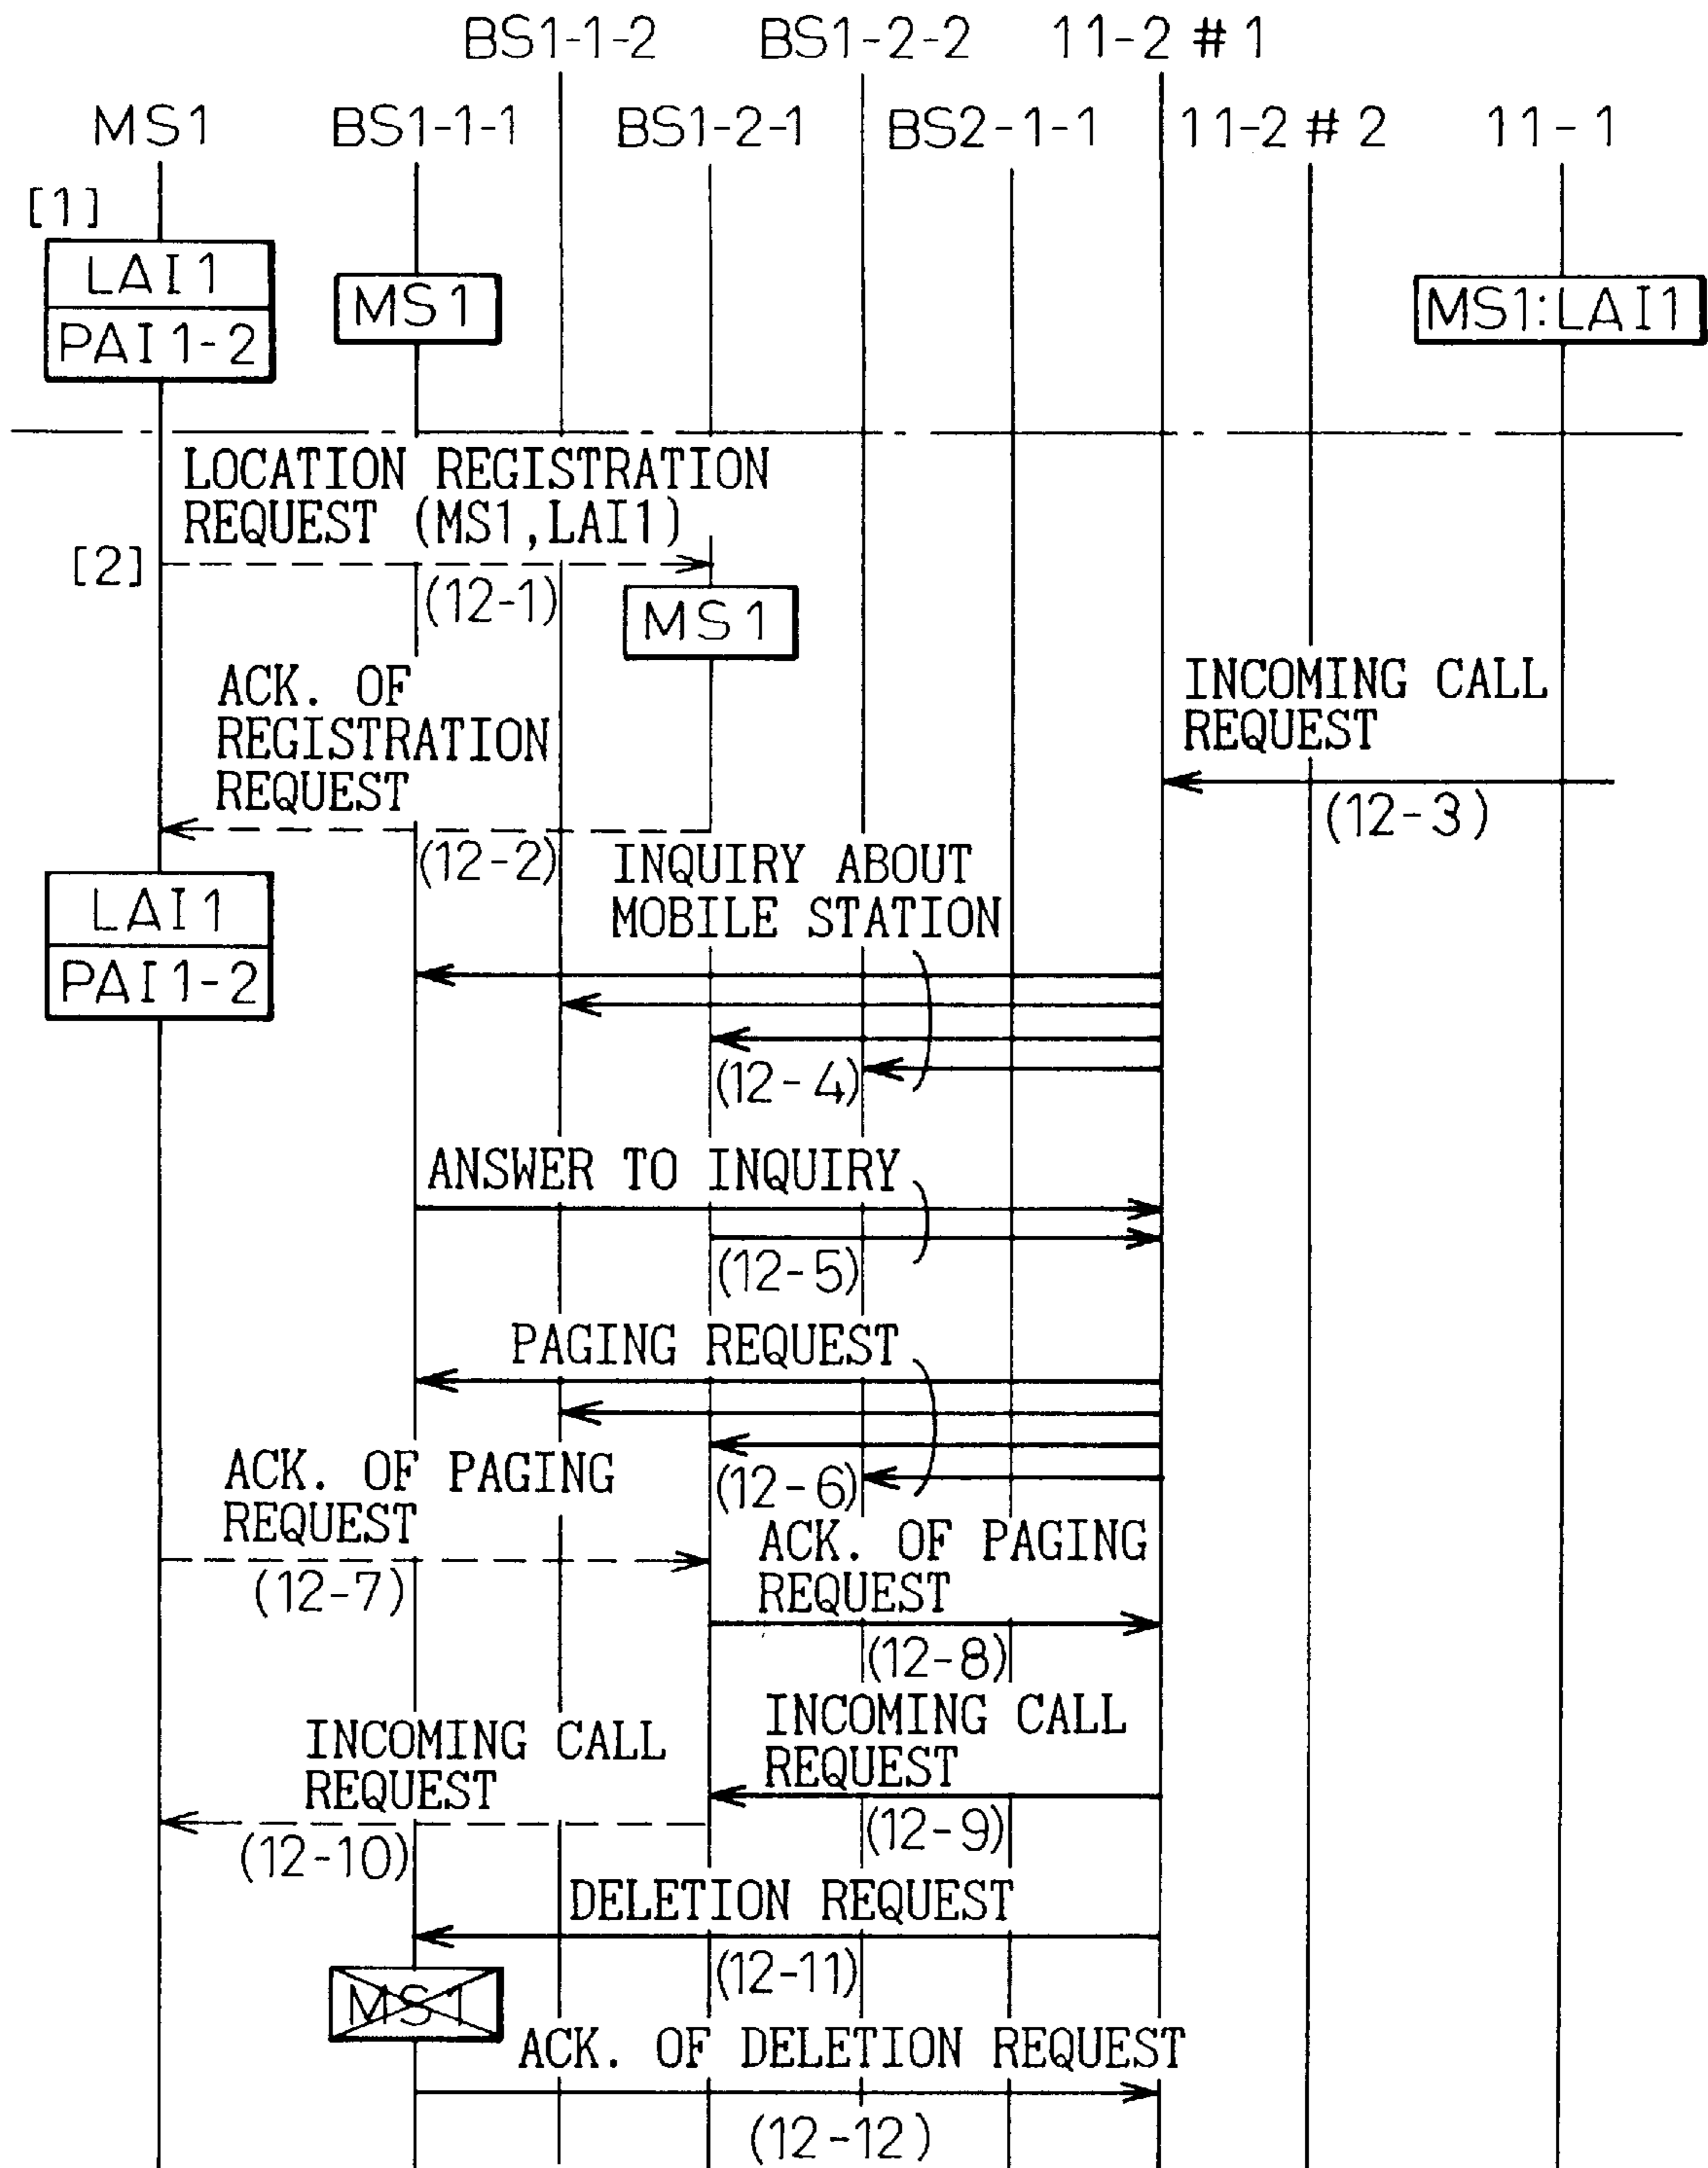 BS1-1-2 BS1-2-2 11-2 # 1
MS1 BS1-1-1 BS1-2-1 BS2-1-1 11-2 # 2 11-1
[1]
LAI1
PAI1-2
MS1
MS1:LAI1
LOCATION REGISTRATION
REQUEST (MS1,LAI1)
[2]
(12-1)
MS1
ACK. OF
REGISTRATION
REQUEST
INCOMING CALL
REQUEST
(12-3)
(12-2)
LAI1
PAI1-2
INQUIRY ABOUT
MOBILE STATION
(12-4)
ANSWER TO INQUIRY
(12-5)
PAGING REQUEST
(12-6)
ACK. OF PAGING
REQUEST
(12-7)
ACK. OF PAGING
REQUEST
(12-8)
INCOMING CALL
REQUEST
(12-9)
INCOMING CALL
REQUEST
(12-10)
DELETION REQUEST
(12-11)
MS1
ACK. OF DELETION REQUEST
(12-12)